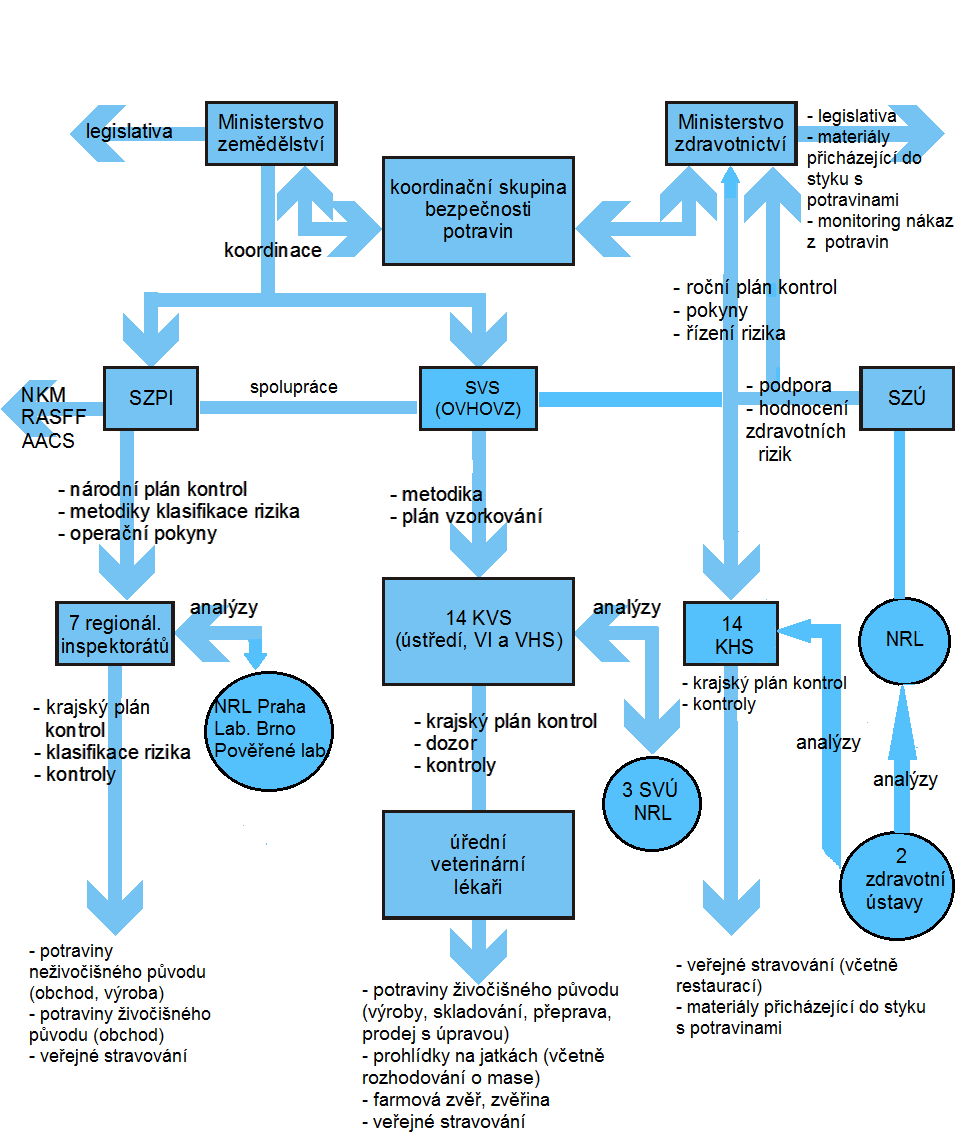 legislativa
Ministerstvo
zemědělství
koordinační skupina
bezpečnosti
potravin
Ministerstvo
zdravotnictví
- legislativa
- materiály
přicházející do
styku s
potravinami
- monitoring nákaz
z potravin
koordinace
- roční plán kontrol
- pokyny
- řízení rizika
NKM
RASFF
AACS
SZPI
spolupráce
SVS
(OVHOVZ)
- podpora
- hodnocení
zdravotních
rizik
SZÚ
- národní plán kontrol
- metodiky klasifikace rizika
- operační pokyny
- metodika
- plán vzorkování
7 regionál.
inspektorátů
analýzy
NRL Praha
Lab. Brno
Pověřené lab.
14 KVS
(ústředí, VI a VHS)
analýzy
3 SVÚ
NRL
14
KHS
NRL
- krajský plán
kontrol
- klasifikace rizika
- kontroly
- krajský plán kontrol
- dozor
- kontroly
- krajský plán kontrol
- kontroly
analýzy
analýzy
úřední
veterinární
lékaři
2
zdravotní
ústavy
- potraviny
neživočišného původu
(obchod, výroba)
- potraviny živočišného
původu (obchod)
- veřejné stravování
- potraviny živočišného původu
(výroby, skladování, přeprava,
prodej s úpravou)
- prohlídky na jatkách (včetně
rozhodování o mase)
- farmová zvěř, zvěřina
- veřejné stravování
- veřejné stravování (včetně
restaurací)
- materiály přicházející do styku
s potravinami